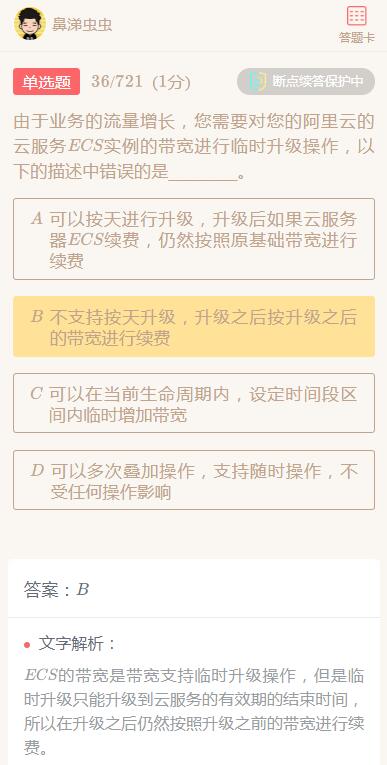 鼻涕虫虫
答题卡
单选题 36/721 (1分) 断点续答保护中
由于业务的流量增长，您需要对您的阿里云的
云服务ECS实例的带宽进行临时升级操作，以
下的描述中错误的是________。
A 可以按天进行升级，升级后如果云服务
器ECS续费，仍然按照原基础带宽进行
续费
B 不支持按天升级，升级之后按升级之后
的带宽进行续费
C 可以在当前生命周期内，设定时间段区
间内临时增加带宽
D 可以多次叠加操作，支持随时操作，不
受任何操作影响
答案：B
文字解析：
ECS的带宽是带宽支持临时升级操作，但是临
时升级只能升级到云服务的有效期的结束时间，
所以在升级之后仍然按照升级之前的带宽进行续
费。